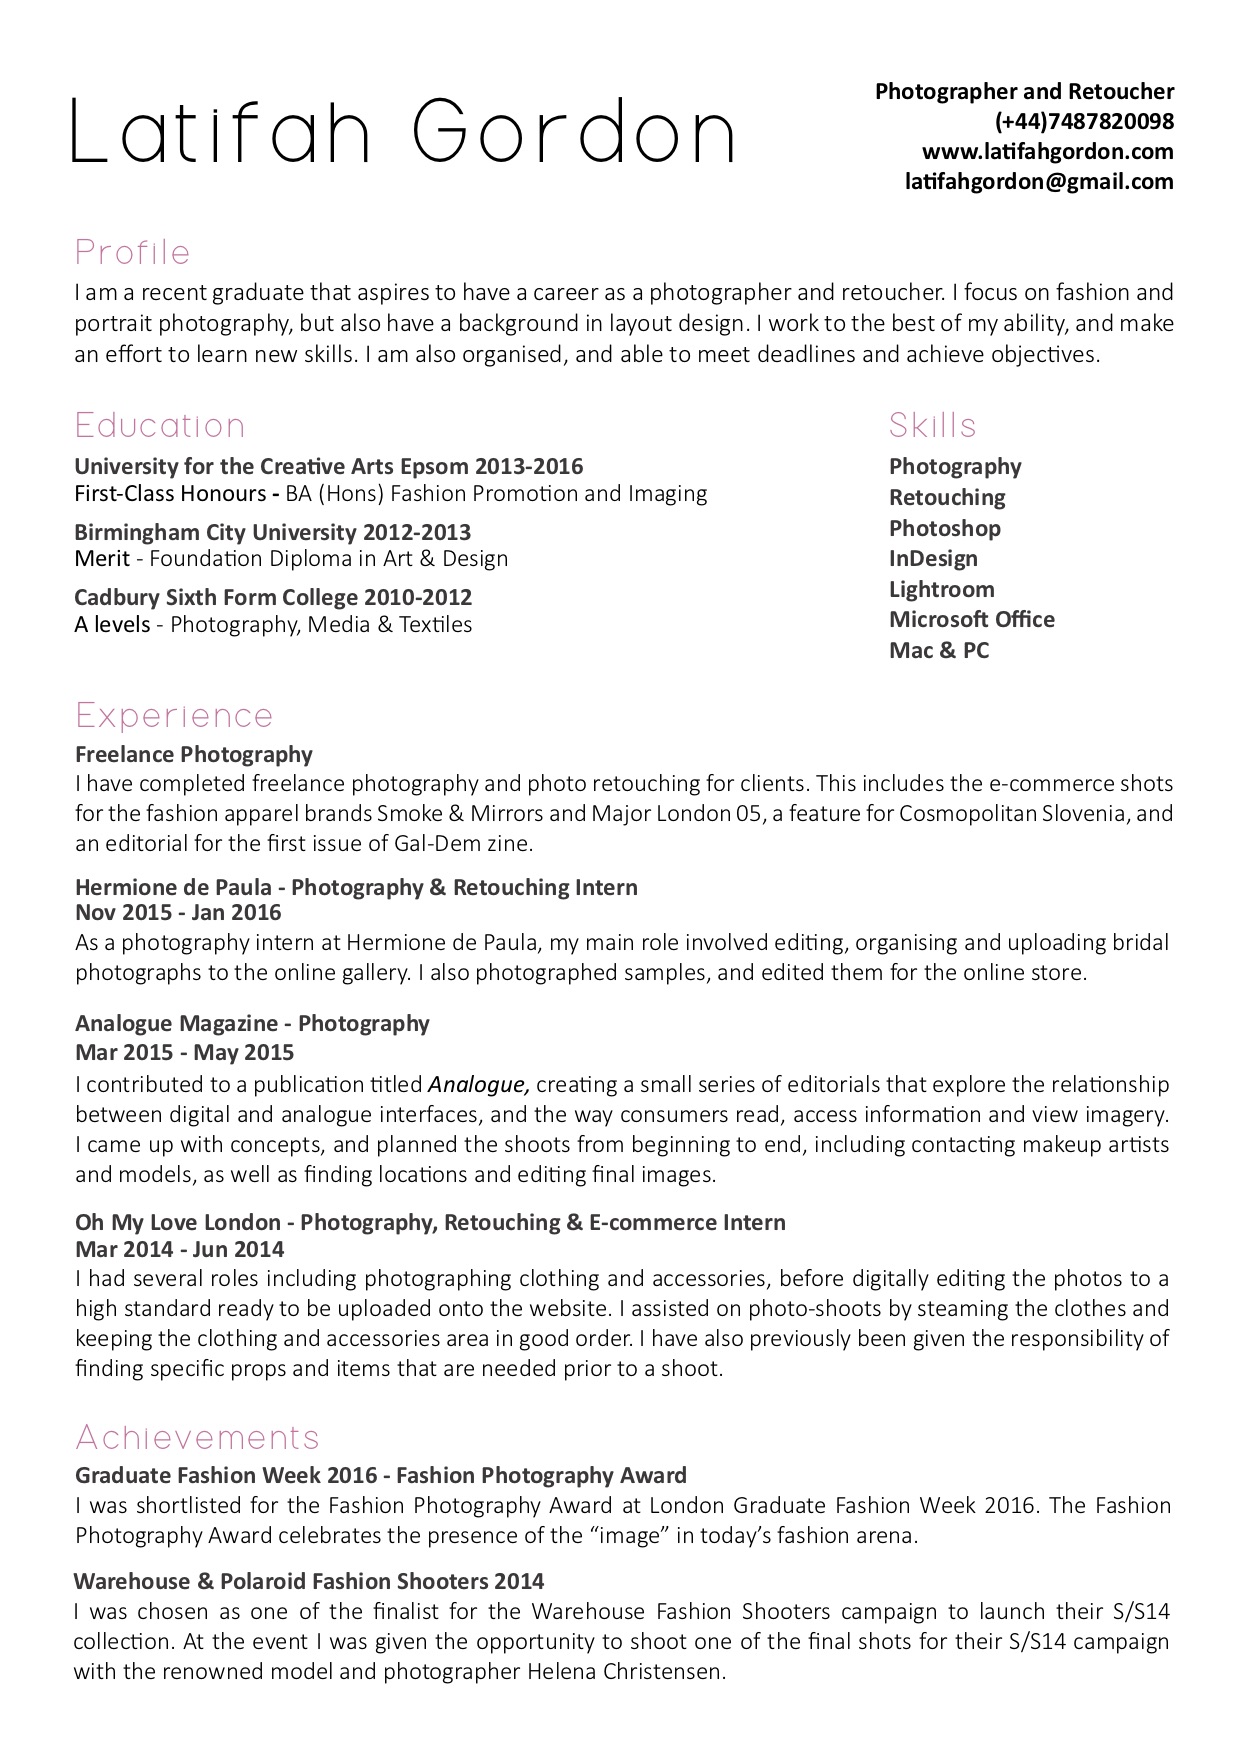 Latifah Gordon
Photographer and Retoucher
(+44)7487820098
www.latifahgordon.com
latifahgordon@gmail.com
Profile
I am a recent graduate that aspires to have a career as a photographer and retoucher. I focus on fashion and
portrait photography, but also have a background in layout design. I work to the best of my ability, and make
an effort to learn new skills. I am also organised, and able to meet deadlines and achieve objectives.
Education
University for the Creative Arts Epsom 2013-2016
First-Class Honours - BA (Hons) Fashion Promotion and Imaging
Birmingham City University 2012-2013
Merit - Foundation Diploma in Art & Design
Cadbury Sixth Form College 2010-2012
A levels - Photography, Media & Textiles
Skills
Photography
Retouching
Photoshop
InDesign
Lightroom
Microsoft Office
Mac & PC
Experience
Freelance Photography
I have completed freelance photography and photo retouching for clients. This includes the e-commerce shots
for the fashion apparel brands Smoke & Mirrors and Major London 05, a feature for Cosmopolitan Slovenia, and
an editorial for the first issue of Gal-Dem zine.
Hermione de Paula - Photography & Retouching Intern
Nov 2015 - Jan 2016
As a photography intern at Hermione de Paula, my main role involved editing, organising and uploading bridal
photographs to the online gallery. I also photographed samples, and edited them for the online store.
Analogue Magazine - Photography
Mar 2015 - May 2015
I contributed to a publication titled Analogue, creating a small series of editorials that explore the relationship
between digital and analogue interfaces, and the way consumers read, access information and view imagery.
I came up with concepts, and planned the shoots from beginning to end, including contacting makeup artists
and models, as well as finding locations and editing final images.
Oh My Love London - Photography, Retouching & E-commerce Intern
Mar 2014 - Jun 2014
I had several roles including photographing clothing and accessories, before digitally editing the photos to a
high standard ready to be uploaded onto the website. I assisted on photo-shoots by steaming the clothes and
keeping the clothing and accessories area in good order. I have also previously been given the responsibility of
finding specific props and items that are needed prior to a shoot.
Achievements
Graduate Fashion Week 2016 - Fashion Photography Award
I was shortlisted for the Fashion Photography Award at London Graduate Fashion Week 2016. The Fashion
Photography Award celebrates the presence of the “image” in today’s fashion arena.
Warehouse & Polaroid Fashion Shooters 2014
I was chosen as one of the finalist for the Warehouse Fashion Shooters campaign to launch their S/S14
collection. At the event I was given the opportunity to shoot one of the final shots for their S/S14 campaign
with the renowned model and photographer Helena Christensen.